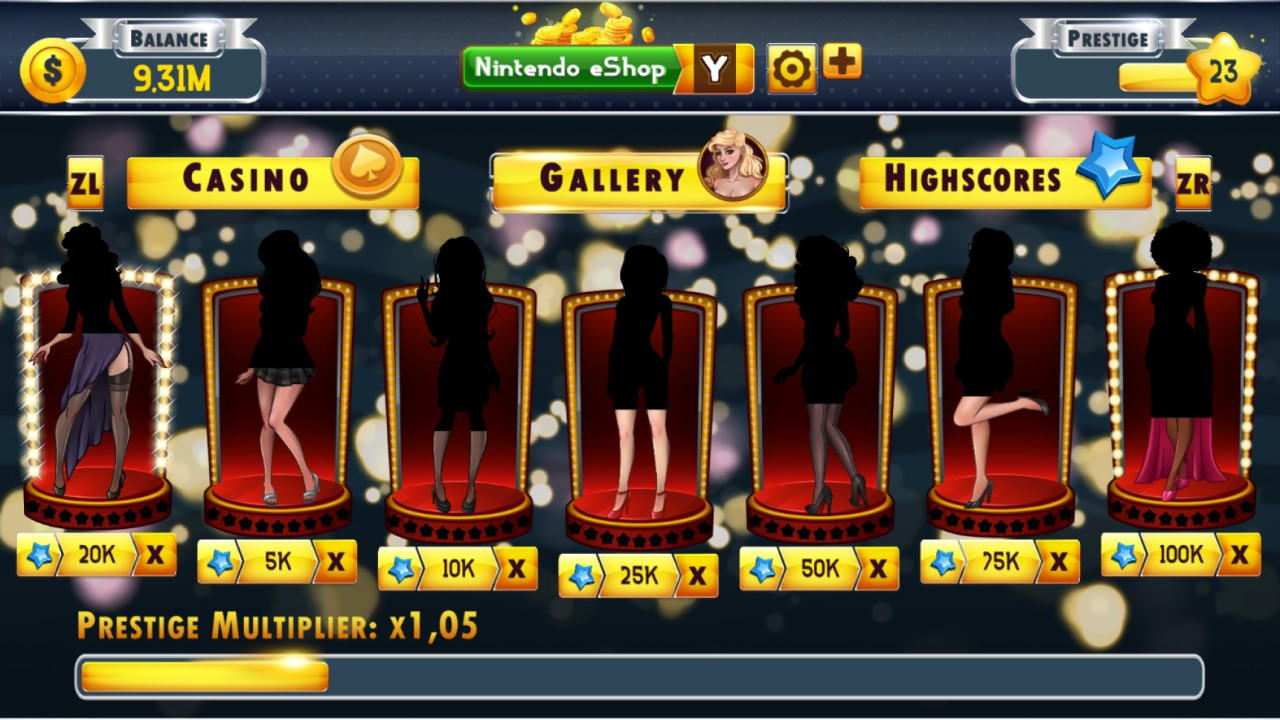 BALANCE
9,31M
Nintendo eShop Y
PRESTIGE
23
ZL
CASINO
GALLERY
HIGHSCORES
ZR
20K X
5K X
10K X
25K X
50K X
75K X
100K X
PRESTIGE MULTIPLIER: X1,05